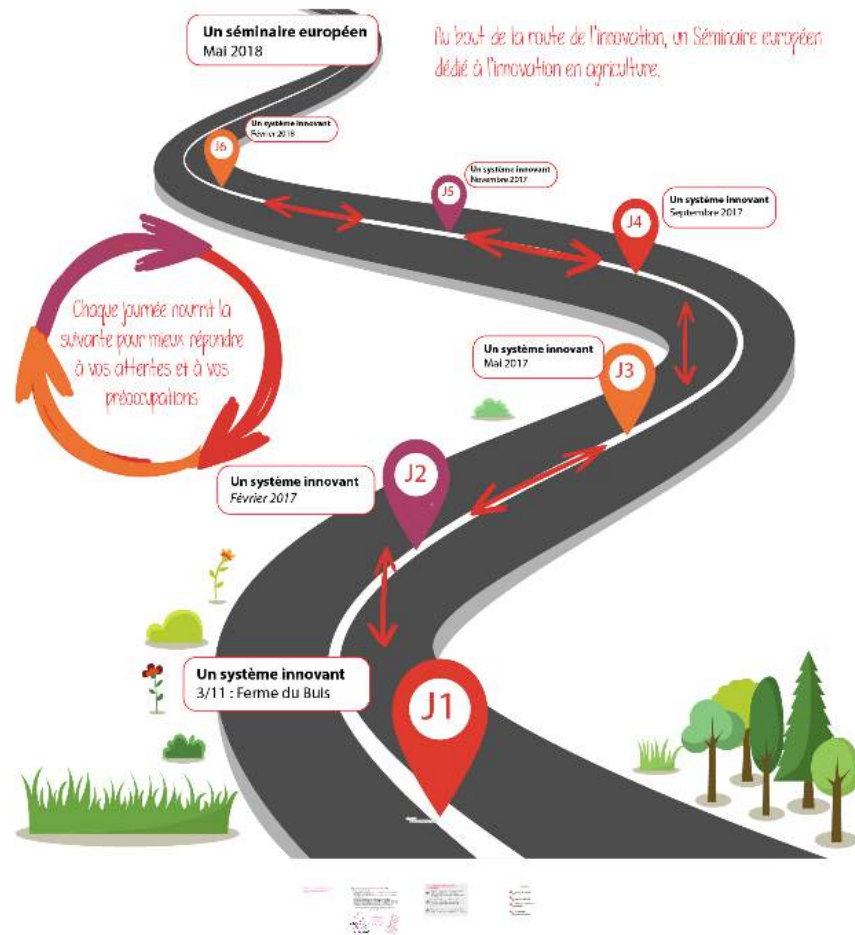 Un séminaire européen
Mai 2018
Au bout de la route de l'innovation, un Séminaire européen
dédié à l'innovation en agriculture.
Un système innovant
Février 2018
J6
Un système innovant
Novembre 2017
J5
Un système innovant
Septembre 2017
J4
Chaque journée nourrit la
suivante pour mieux répondre
à vos attentes et à vos
préoccupations
Un système innovant
Mai 2017
J3
Un système innovant
Février 2017
J2
Un système innovant
3/11 : Ferme du Buis
J1